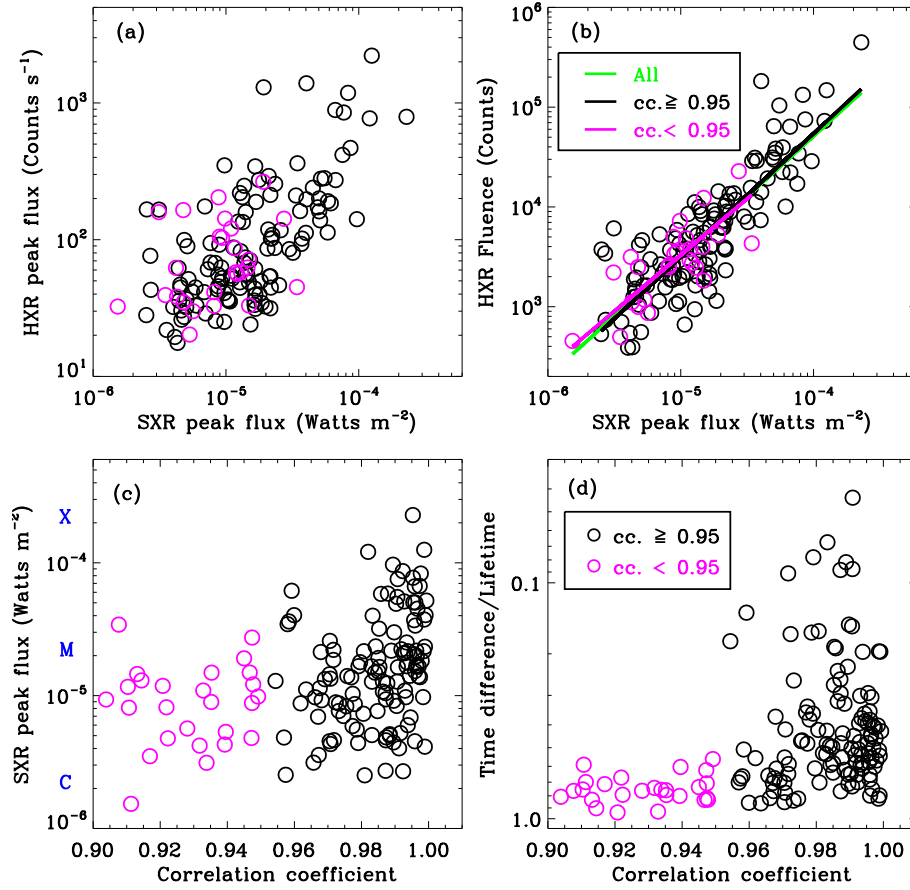 (a)
HXR peak flux (Counts s⁻¹)
10³
10²
10¹
10⁻⁶ 10⁻⁵ 10⁻⁴
SXR peak flux (Watts m⁻²)
(b)
All
cc.≧ 0.95
cc.< 0.95
HXR Fluence (Counts)
10⁶
10⁵
10⁴
10³
10⁻⁶ 10⁻⁵ 10⁻⁴
SXR peak flux (Watts m⁻²)
(c)
X
M
C
SXR peak flux (Watts m⁻²)
10⁻⁴
10⁻⁵
10⁻⁶
0.90 0.92 0.94 0.96 0.98 1.00
Correlation coefficient
(d)
cc. ≧ 0.95
cc. < 0.95
Time difference/Lifetime
0.1
1.0
0.90 0.92 0.94 0.96 0.98 1.00
Correlation coefficient